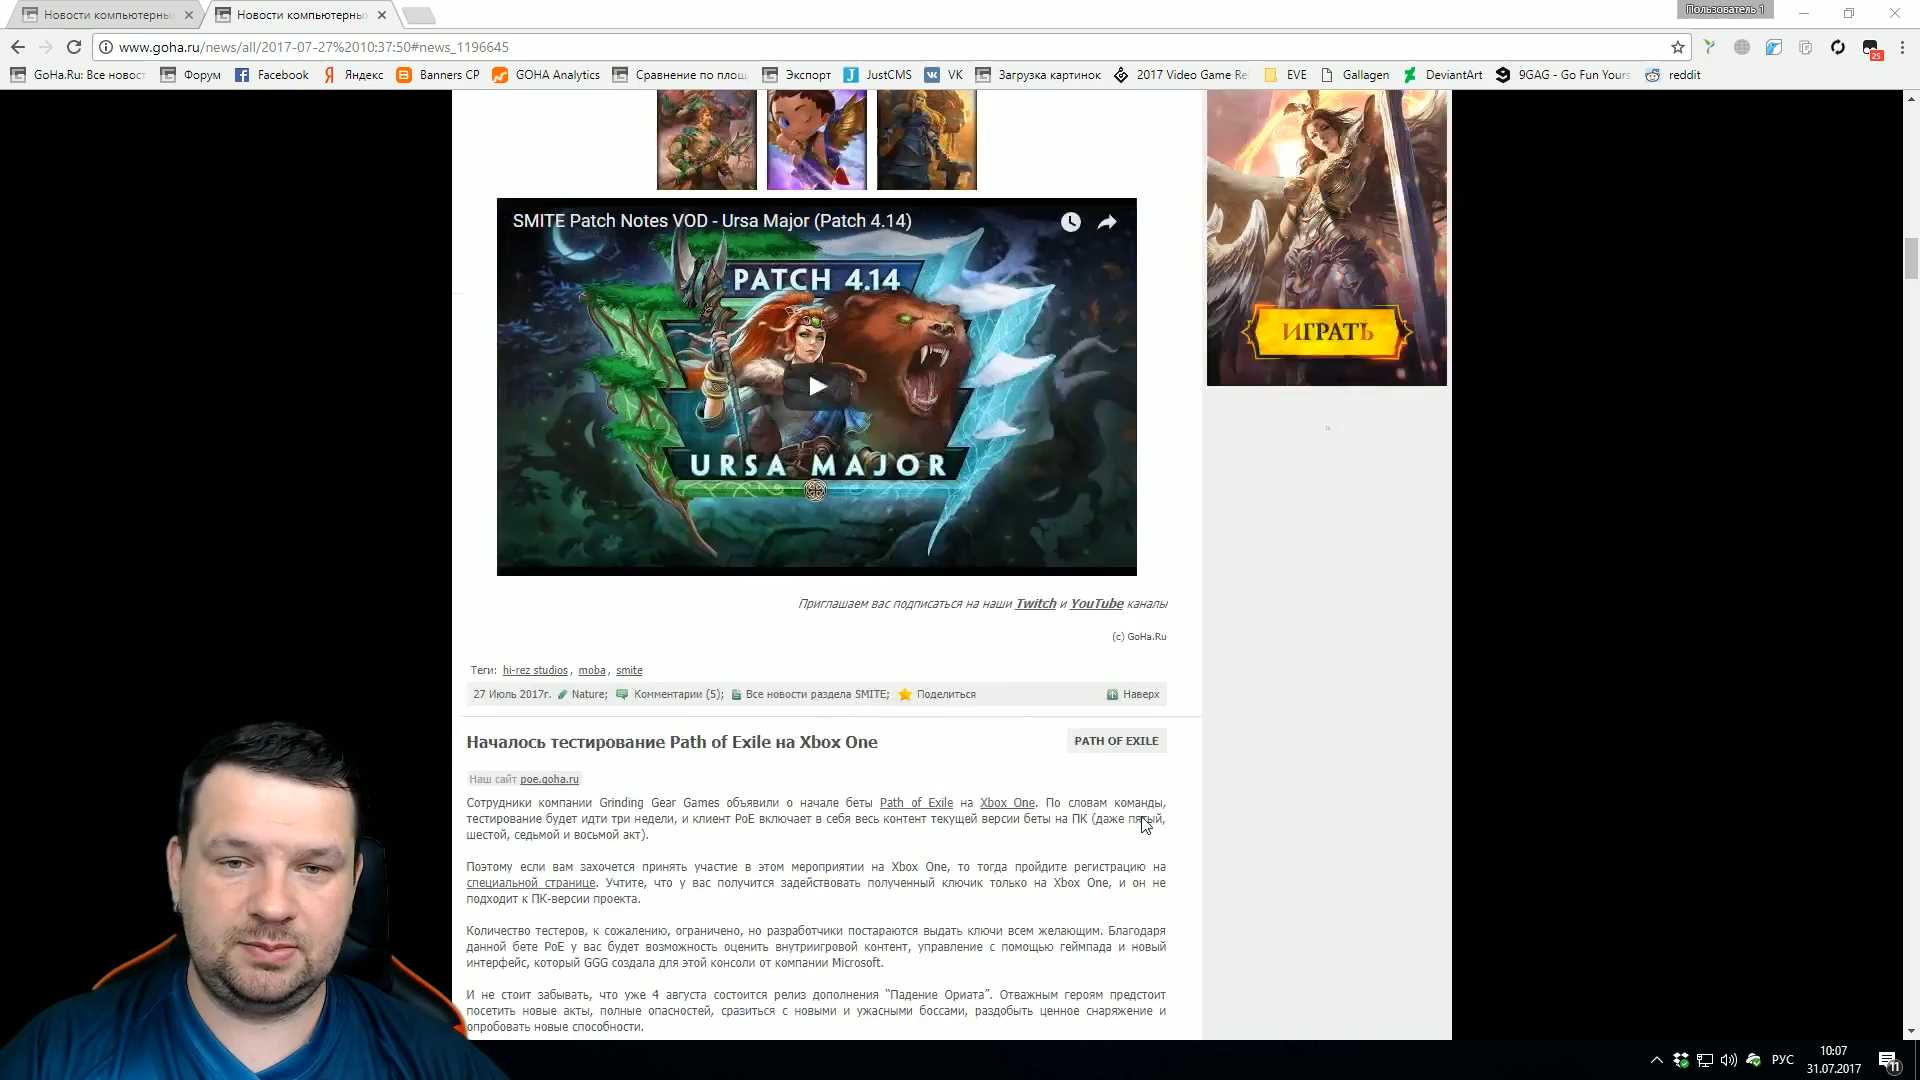 Новости компьютерны
Новости компьютерны
Пользователь 1
www.goha.ru/news/all/2017-07-27%2010:37:50#news_1196645
25
GoHa.Ru: Все новост
Форум
Facebook
Яндекс
Banners CP
GOHA Analytics
Сравнение по площ
Экспорт
JustCMS
VK
Загрузка картинок
2017 Video Game Re
EVE
Gallagen
DeviantArt
9GAG - Go Fun Yours
reddit
SMITE Patch Notes VOD - Ursa Major (Patch 4.14)
PATCH 4.14
URSA MAJOR
ИГРАТЬ
Приглашаем вас подписаться на наши Twitch и YouTube каналы
(c) GoHa.Ru
Теги: hi-rez studios, moba, smite
27 Июль 2017г. Nature; Комментарии (5); Все новости раздела SMITE; Поделиться Наверх
Началось тестирование Path of Exile на Xbox One
PATH OF EXILE
Наш сайт poe.goha.ru
Сотрудники компании Grinding Gear Games объявили о начале беты Path of Exile на Xbox One. По словам команды,
тестирование будет идти три недели, и клиент PoE включает в себя весь контент текущей версии беты на ПК (даже пятый,
шестой, седьмой и восьмой акт).
Поэтому если вам захочется принять участие в этом мероприятии на Xbox One, то тогда пройдите регистрацию на
специальной странице. Учтите, что у вас получится задействовать полученный ключик только на Xbox One, и он не
подходит к ПК-версии проекта.
Количество тестеров, к сожалению, ограничено, но разработчики постараются выдать ключи всем желающим. Благодаря
данной бете PoE у вас будет возможность оценить внутриигровой контент, управление с помощью геймпада и новый
интерфейс, который GGG создала для этой консоли от компании Microsoft.
И не стоит забывать, что уже 4 августа состоится релиз дополнения "Падение Ориата". Отважным героям предстоит
посетить новые акты, полные опасностей, сразиться с новыми и ужасными боссами, раздобыть ценное снаряжение и
опробовать новые способности.
РУС
10:07
31.07.2017
11